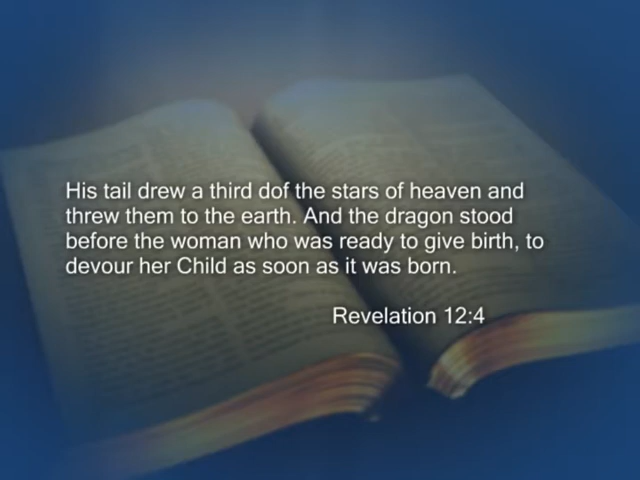 His tail drew a third dof the stars of heaven and
threw them to the earth. And the dragon stood
before the woman who was ready to give birth, to
devour her Child as soon as it was born.
Revelation 12:4